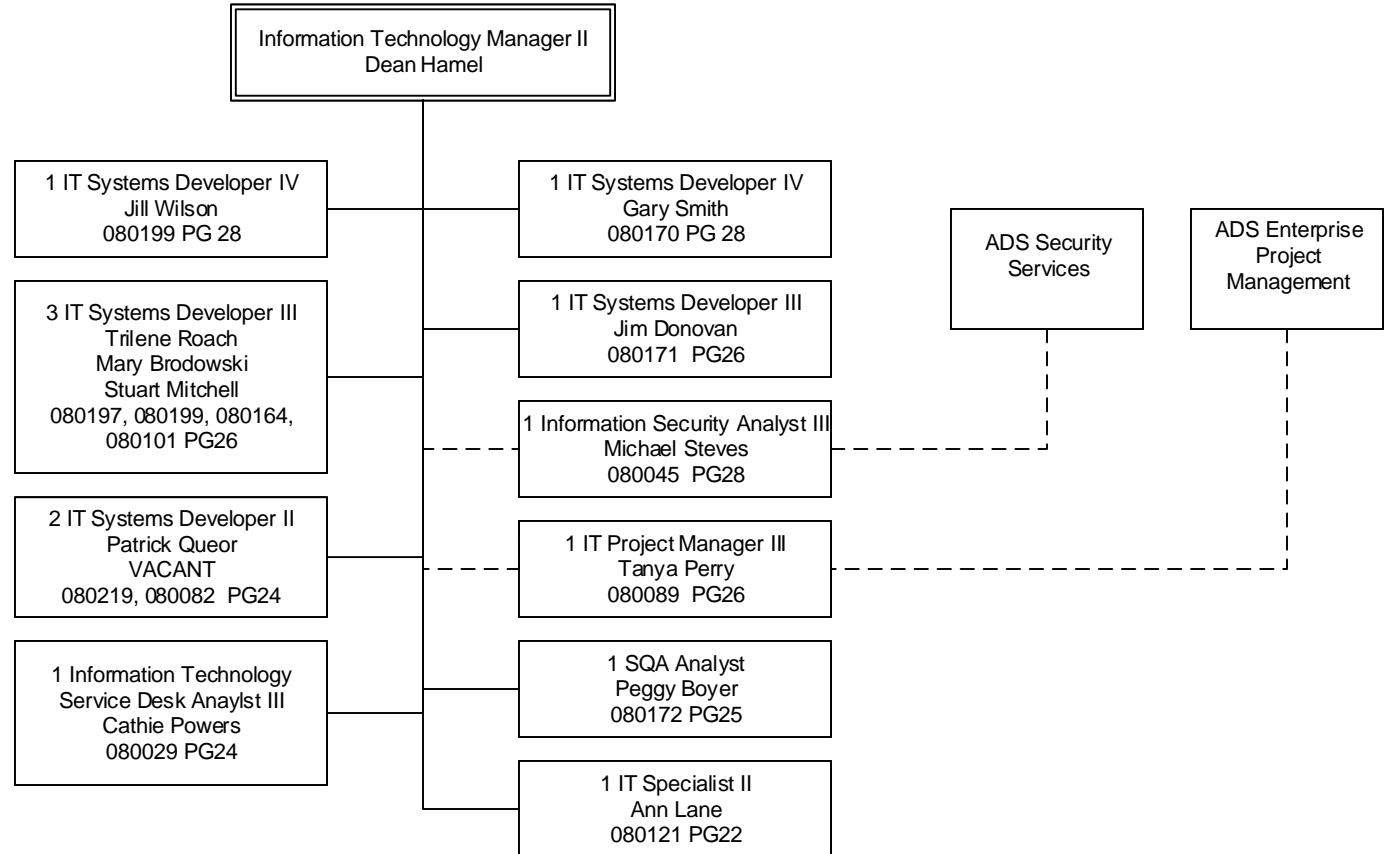 Information Technology Manager II
Dean Hamel
1 IT Systems Developer IV
Jill Wilson
080199 PG 28
3 IT Systems Developer III
Trilene Roach
Mary Brodowski
Stuart Mitchell
080197, 080199, 080164,
080101 PG26
2 IT Systems Developer II
Patrick Queor
VACANT
080219, 080082 PG24
1 Information Technology
Service Desk Anaylst III
Cathie Powers
080029 PG24
1 IT Systems Developer IV
Gary Smith
080170 PG 28
1 IT Systems Developer III
Jim Donovan
080171 PG26
1 Information Security Analyst III
Michael Steves
080045 PG28
1 IT Project Manager III
Tanya Perry
080089 PG26
1 SQA Analyst
Peggy Boyer
080172 PG25
1 IT Specialist II
Ann Lane
080121 PG22
ADS Security
Services
ADS Enterprise
Project
Management